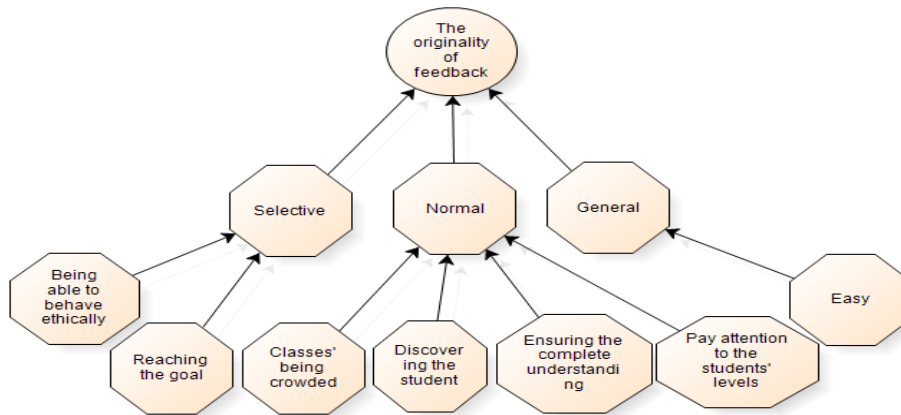 The
originality
of
feedback
Selective
Normal
General
Being
able to
behave
ethically
Reaching
the goal
Classes'
being
crowded
Discover
ing the
student
Ensuring the
complete
understandi
ng
Pay attention
to the
students'
levels
Easy